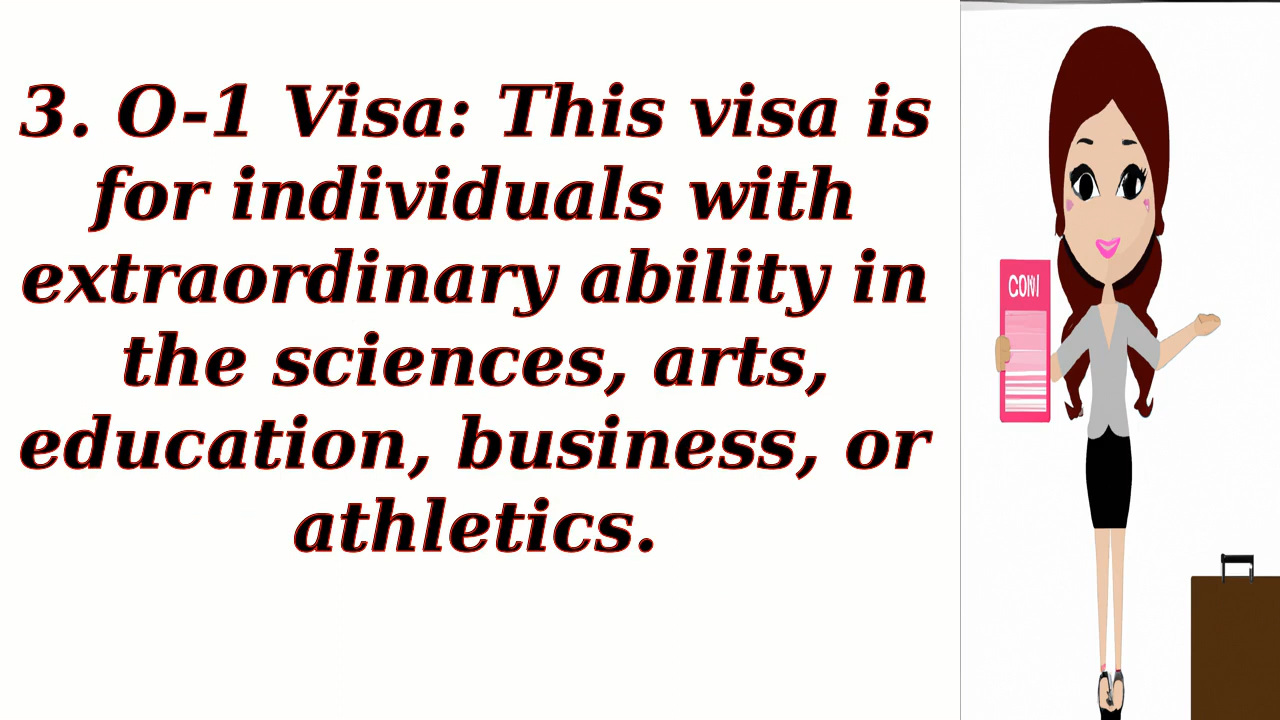 3. O-1 Visa: This visa is
for individuals with
extraordinary ability in
the sciences, arts,
education, business, or
athletics.